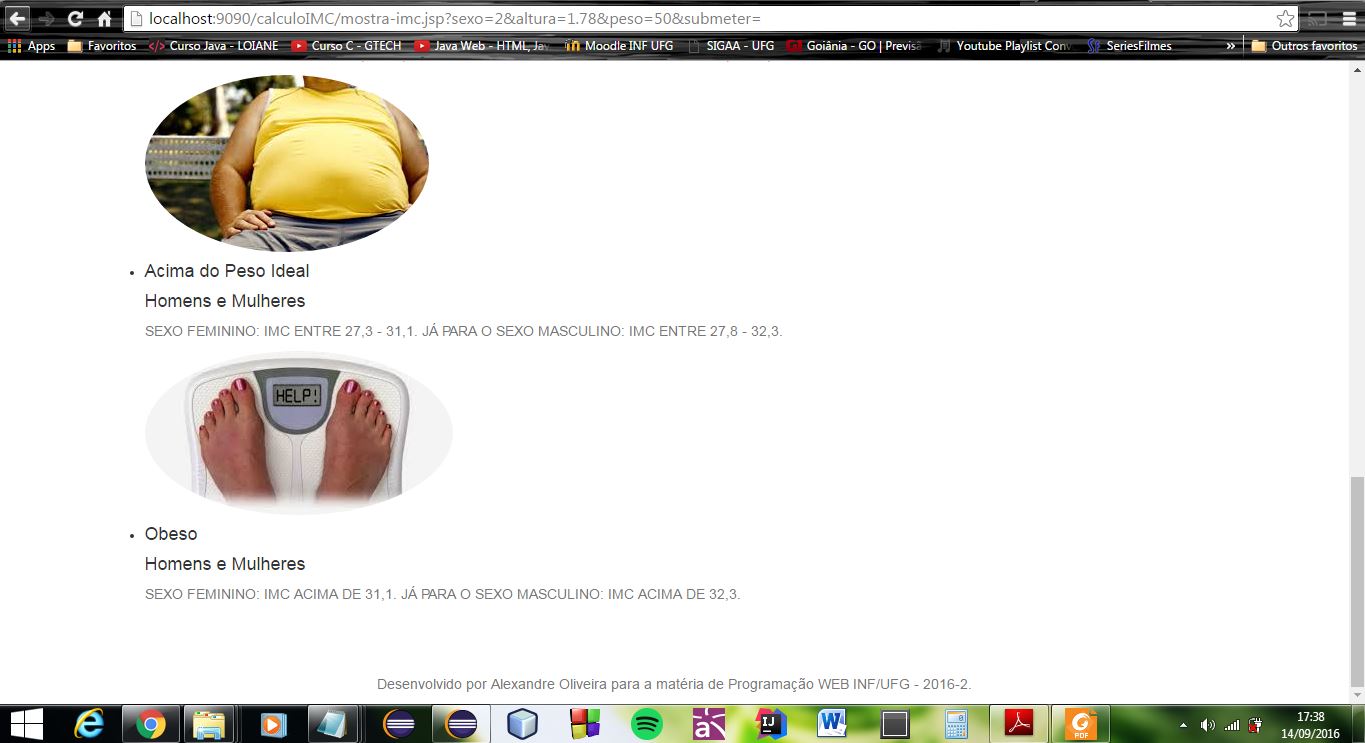 localhost:9090/calculoIMC/mostra-imc.jsp?sexo=2&altura=1.78&peso=50&submeter=
Apps Favoritos Curso Java - LOIANE Curso C - GTECH Java Web - HTML, Jav Moodle INF UFG SIGAA - UFG Goiânia - GO | Previsã Youtube Playlist Conv SeriesFilmes » Outros favoritos
• Acima do Peso Ideal
Homens e Mulheres
SEXO FEMININO: IMC ENTRE 27,3 - 31,1. JÁ PARA O SEXO MASCULINO: IMC ENTRE 27,8 - 32,3.
HELP!
• Obeso
Homens e Mulheres
SEXO FEMININO: IMC ACIMA DE 31,1. JÁ PARA O SEXO MASCULINO: IMC ACIMA DE 32,3.
Desenvolvido por Alexandre Oliveira para a matéria de Programação WEB INF/UFG - 2016-2.
IJ
W
PDF
17:38
14/09/2016